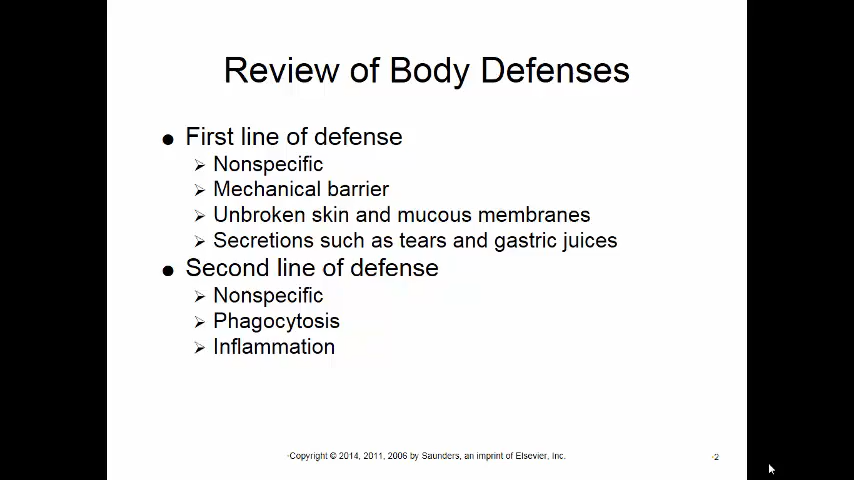 Review of Body Defenses
● First line of defense
➢ Nonspecific
➢ Mechanical barrier
➢ Unbroken skin and mucous membranes
➢ Secretions such as tears and gastric juices
● Second line of defense
➢ Nonspecific
➢ Phagocytosis
➢ Inflammation
·Copyright © 2014, 2011, 2006 by Saunders, an imprint of Elsevier, Inc.
·2